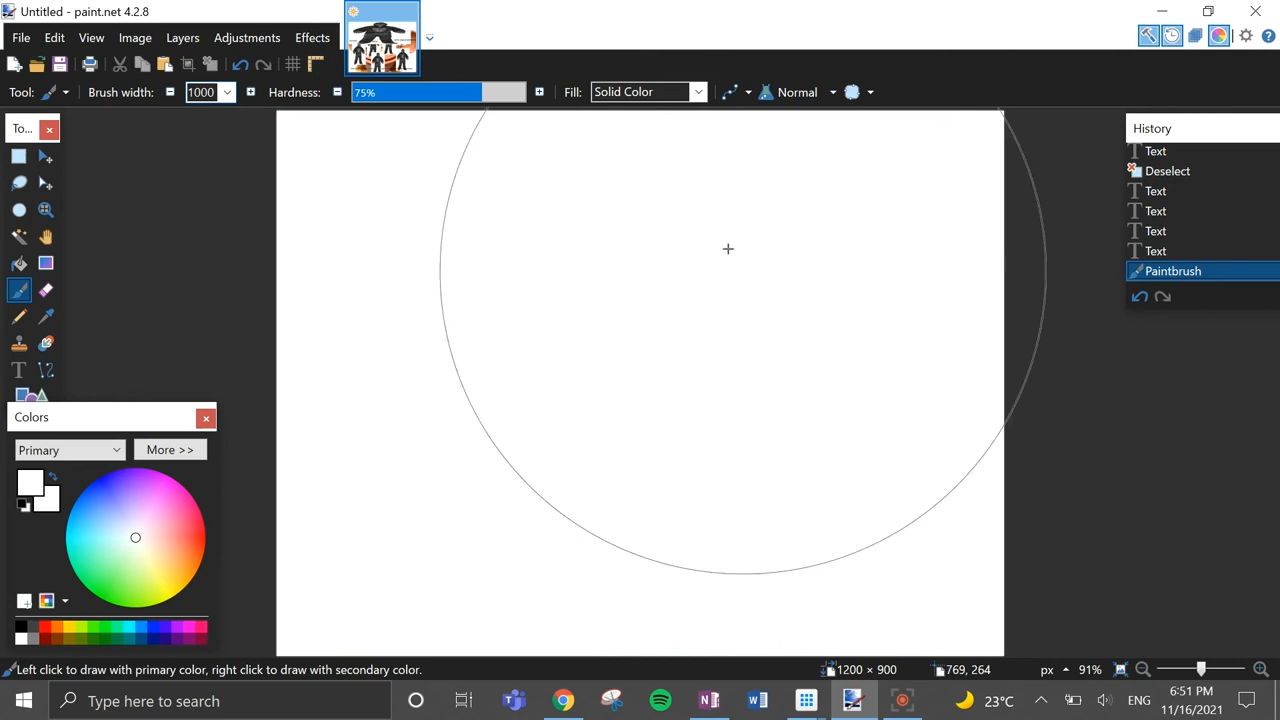 Untitled - paint.net 4.2.8
File Edit View Image Layers Adjustments Effects
Tool: Brush width: 1000 Hardness: 75% Fill: Solid Color Normal
To...
History
Text
Deselect
Text
Text
Text
Text
Paintbrush
Colors
Primary More >>
Left click to draw with primary color, right click to draw with secondary color. 1200 × 900 769, 264 px 91%
Type here to search 23°C ENG 6:51 PM
11/16/2021